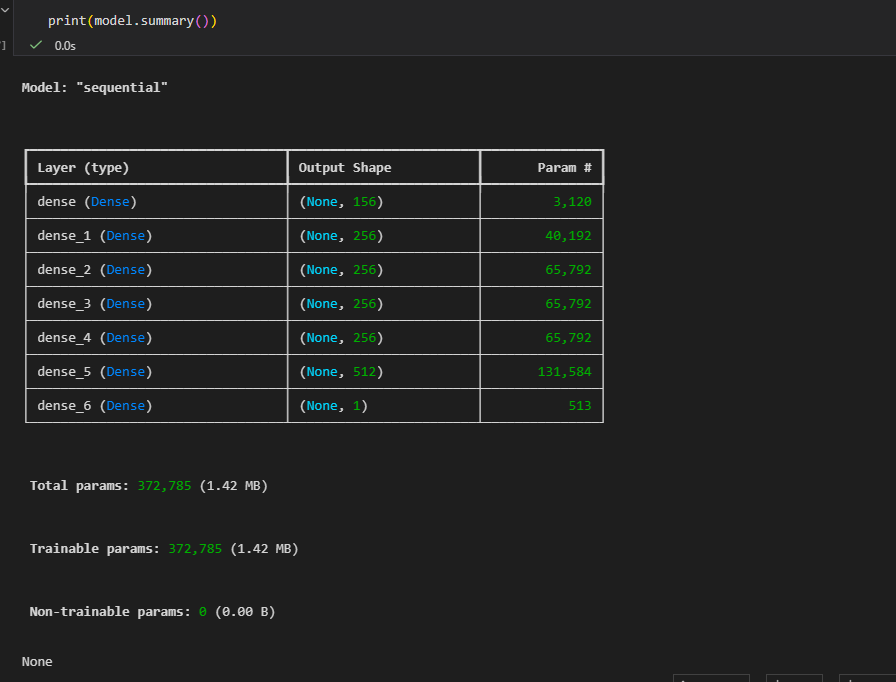 print(model.summary())
0.0s
Model: "sequential"
Layer (type) Output Shape Param #
dense (Dense) (None, 156) 3,120
dense_1 (Dense) (None, 256) 40,192
dense_2 (Dense) (None, 256) 65,792
dense_3 (Dense) (None, 256) 65,792
dense_4 (Dense) (None, 256) 65,792
dense_5 (Dense) (None, 512) 131,584
dense_6 (Dense) (None, 1) 513
Total params: 372,785 (1.42 MB)
Trainable params: 372,785 (1.42 MB)
Non-trainable params: 0 (0.00 B)
None